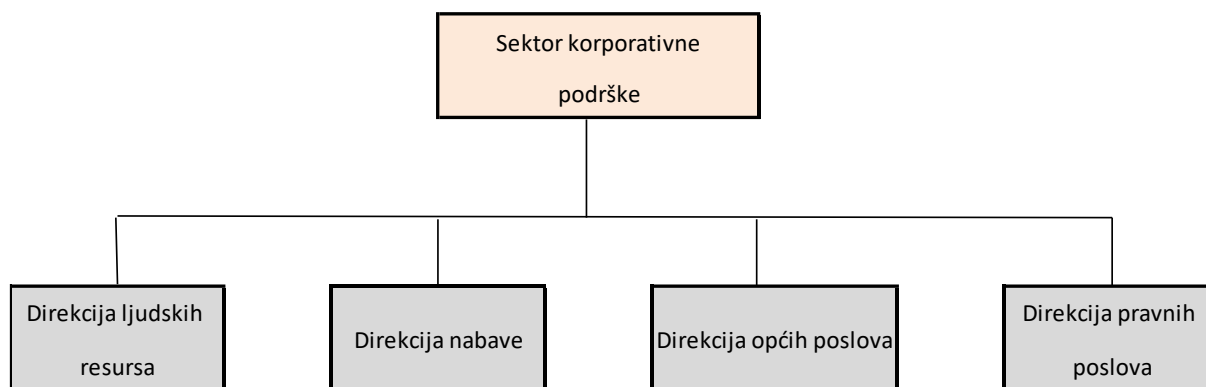 Sektor korporativne
podrške
Direkcija ljudskih
resursa
Direkcija nabave
Direkcija općih poslova
Direkcija pravnih
poslova